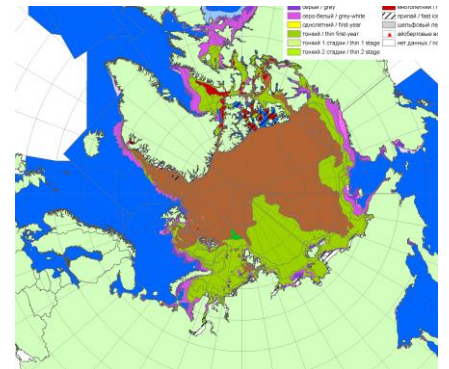 серый / grey
серо-белый / grey-white
однолетний / first-year
тонкий / thin first-year
тонкий 1 стадии / thin 1 stage
тонкий 2 стадии / thin 2 stage
многолетний /
припай / fast ice
шельфовый
айсберговые
нет данных /